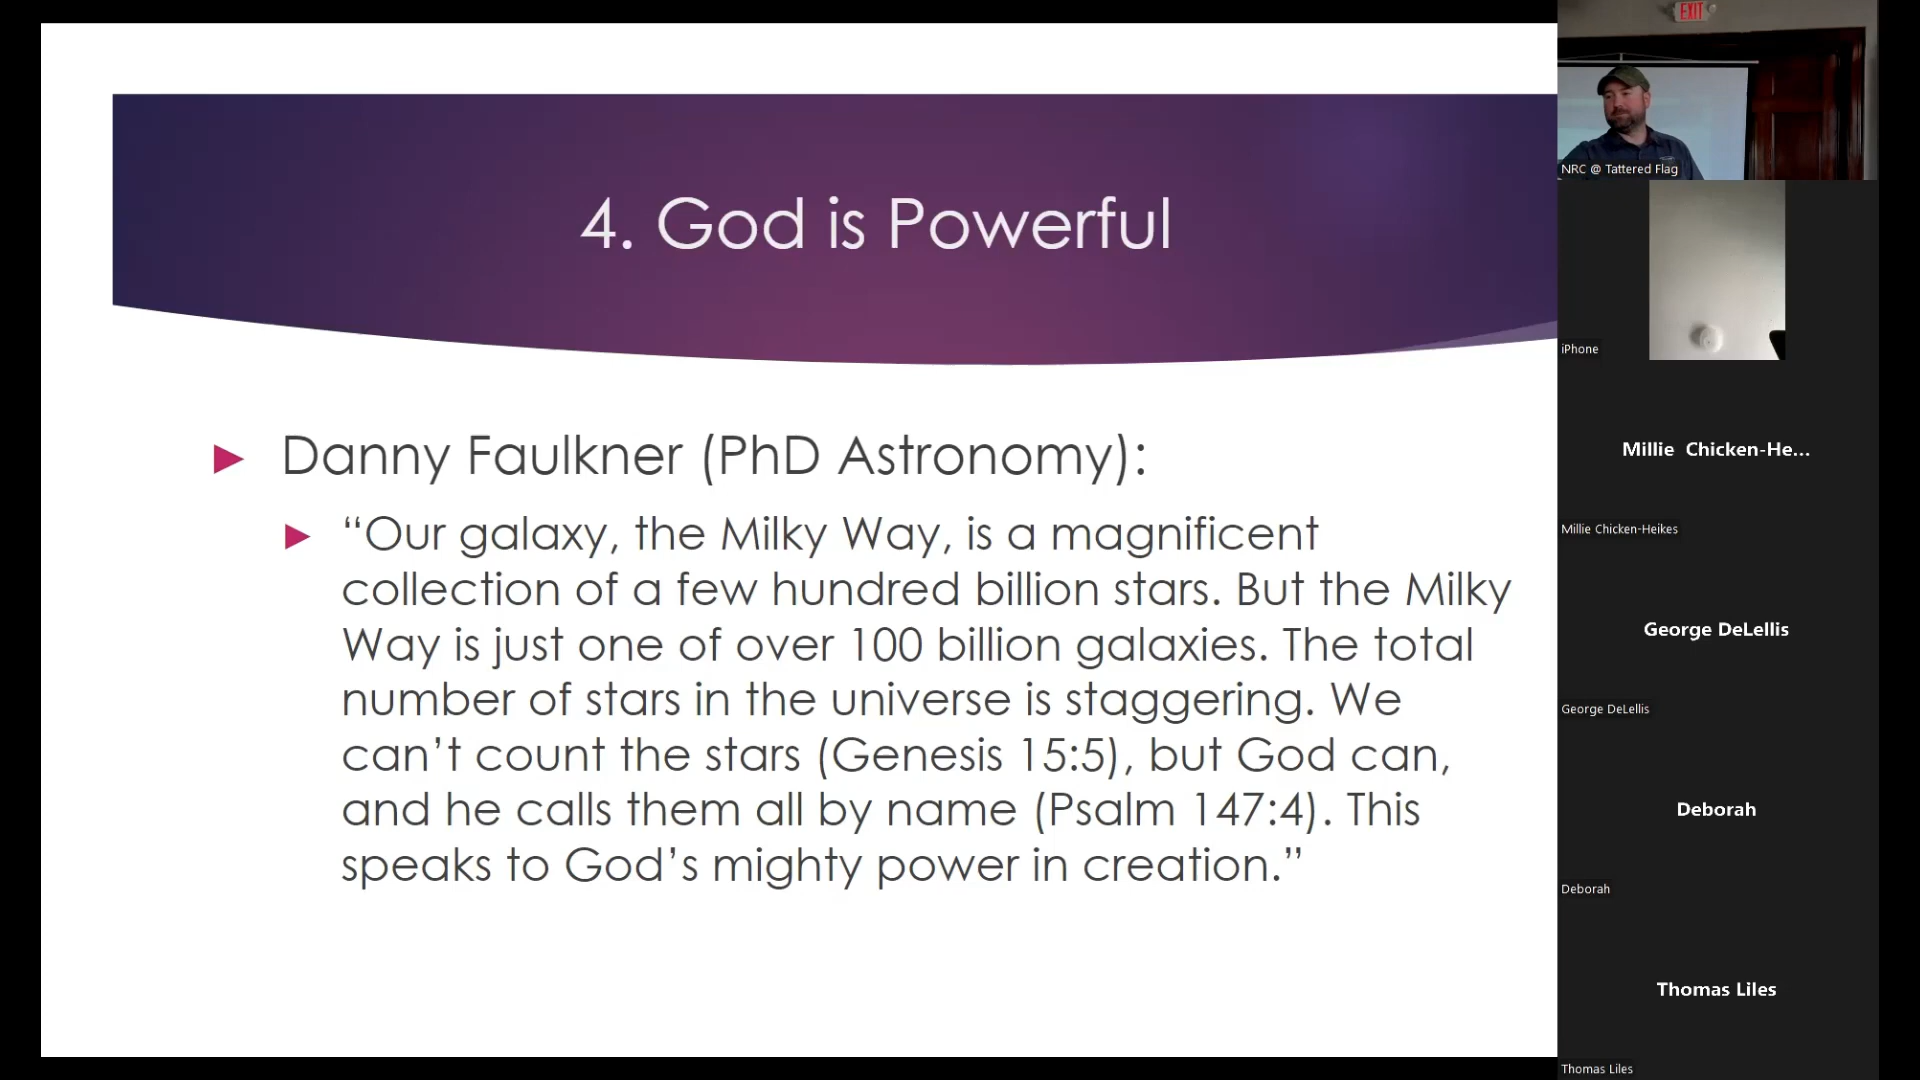 4. God is Powerful
Danny Faulkner (PhD Astronomy):
“Our galaxy, the Milky Way, is a magnificent
collection of a few hundred billion stars. But the Milky
Way is just one of over 100 billion galaxies. The total
number of stars in the universe is staggering. We
can’t count the stars (Genesis 15:5), but God can,
and he calls them all by name (Psalm 147:4). This
speaks to God’s mighty power in creation.”
EXIT
NRC @ Tattered Flag
iPhone
Millie Chicken-He...
Millie Chicken-Heikes
George DeLellis
George DeLellis
Deborah
Deborah
Thomas Liles
Thomas Liles